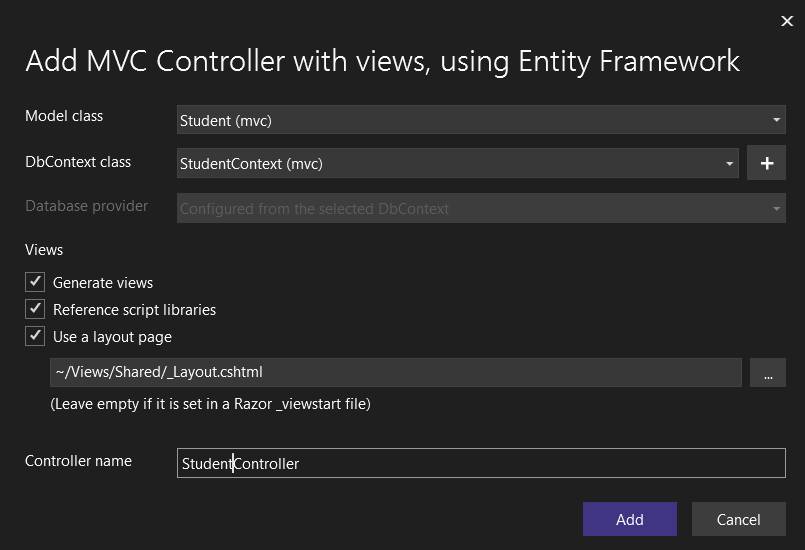 Add MVC Controller with views, using Entity Framework
Model class
Student (mvc)
DbContext class
StudentContext (mvc)
Database provider
Configured from the selected DbContext
Views
Generate views
Reference script libraries
Use a layout page
~/Views/Shared/_Layout.cshtml
...
(Leave empty if it is set in a Razor _viewstart file)
Controller name
StudentController
Add
Cancel